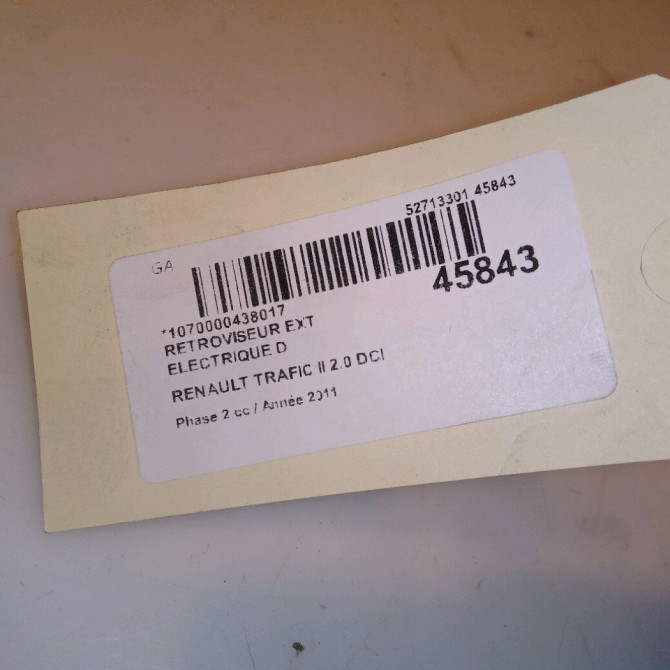 52713301 45843
GA
45843
*1070000438017
RETROVISEUR EXT
ELECTRIQUE D
RENAULT TRAFIC II 2.0 DCI
Phase 2 cc / Année 2011